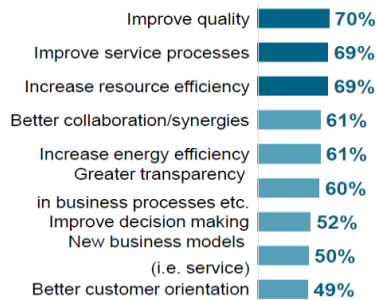 Improve quality 70%
Improve service processes 69%
Increase resource efficiency 69%
Better collaboration/synergies 61%
Increase energy efficiency 61%
Greater transparency
in business processes etc. 60%
Improve decision making 52%
New business models
(i.e. service) 50%
Better customer orientation 49%